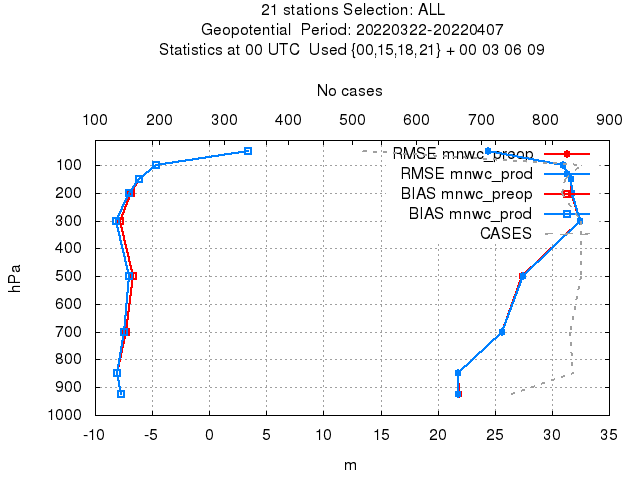 21 stations Selection: ALL
Geopotential  Period: 20220322-20220407
Statistics at 00 UTC  Used {00,15,18,21} + 00 03 06 09
No cases
100 200 300 400 500 600 700 800 900
RMSE mnwc_preop
RMSE mnwc_prod
BIAS mnwc_preop
BIAS mnwc_prod
CASES
100
200
300
400
500
600
700
800
900
1000
hPa
-10 -5 0 5 10 15 20 25 30 35
m